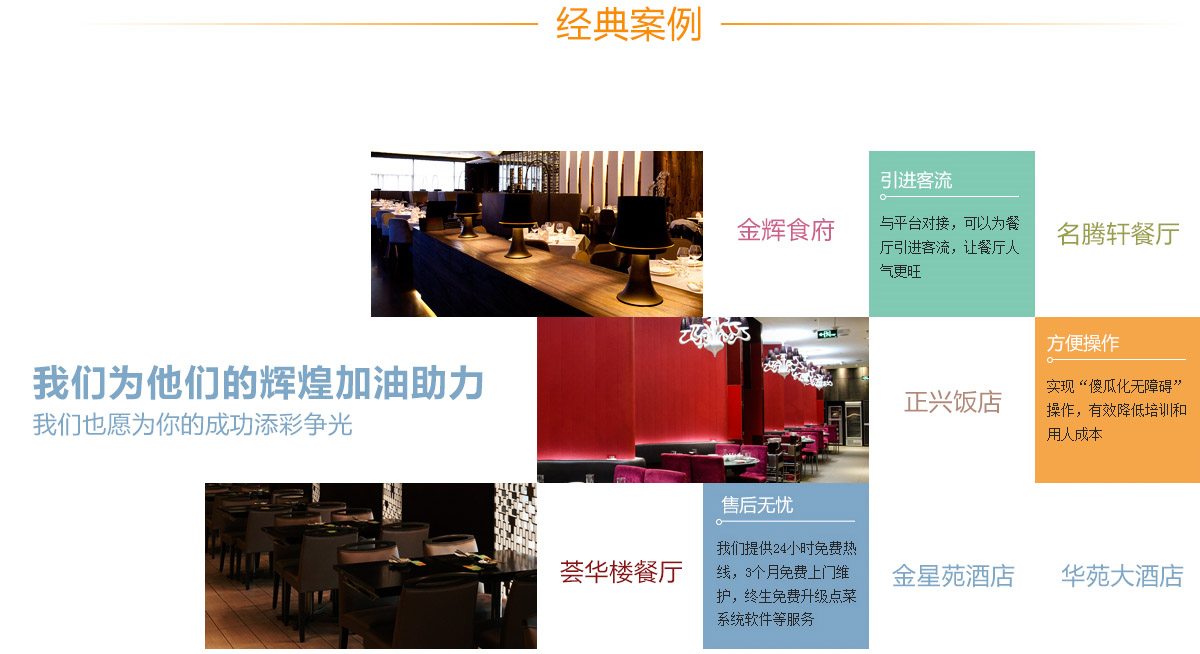 经典案例
金辉食府
引进客流
与平台对接，可以为餐
厅引进客流，让餐厅人
气更旺
名腾轩餐厅
我们为他们的辉煌加油助力
我们也愿为你的成功添彩争光
正兴饭店
方便操作
实现“傻瓜化无障碍”
操作，有效降低培训和
用人成本
荟华楼餐厅
售后无忧
我们提供24小时免费热
线，3个月免费上门维
护，终生免费升级点菜
系统软件等服务
金星苑酒店
华苑大酒店